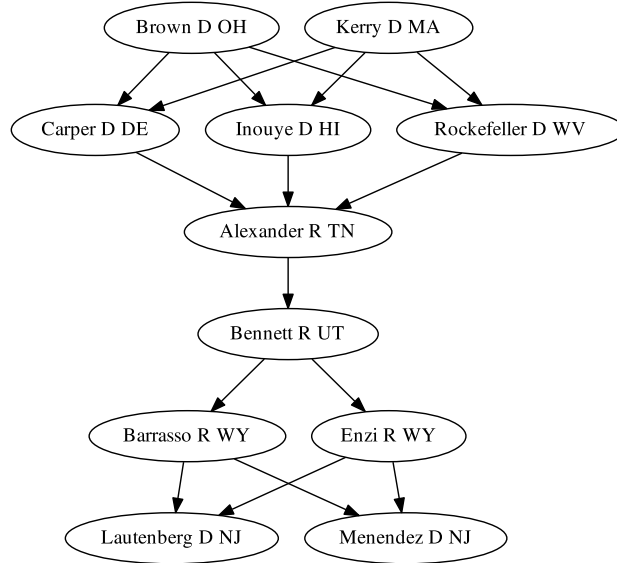 Brown D OH
Kerry D MA
Carper D DE
Inouye D HI
Rockefeller D WV
Alexander R TN
Bennett R UT
Barrasso R WY
Enzi R WY
Lautenberg D NJ
Menendez D NJ